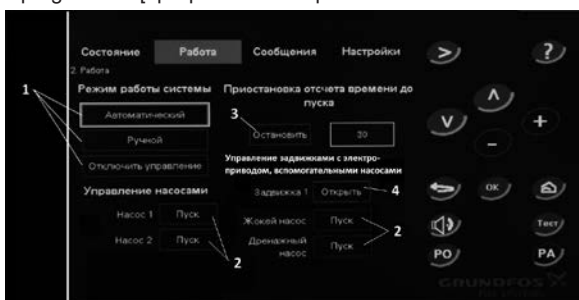 Состояние Работа Сообщения Настройки > ?
2. Работа
Режим работы системы
1
Автоматический
Ручной
Отключить управление
Приостановка отсчета времени до
пуска
3
Остановить 20
Управление задвижками с электро-
приводом, вспомогательными насосами
Задвижка 1 Открыть 4
Управление насосами
Насос 1 Пуск
Насос 2 Пуск
2
Жокей насос Пуск
Дренажный
насос Пуск
2
Λ
V +
-
OK
Тест
PO PA
GRUNDFOS